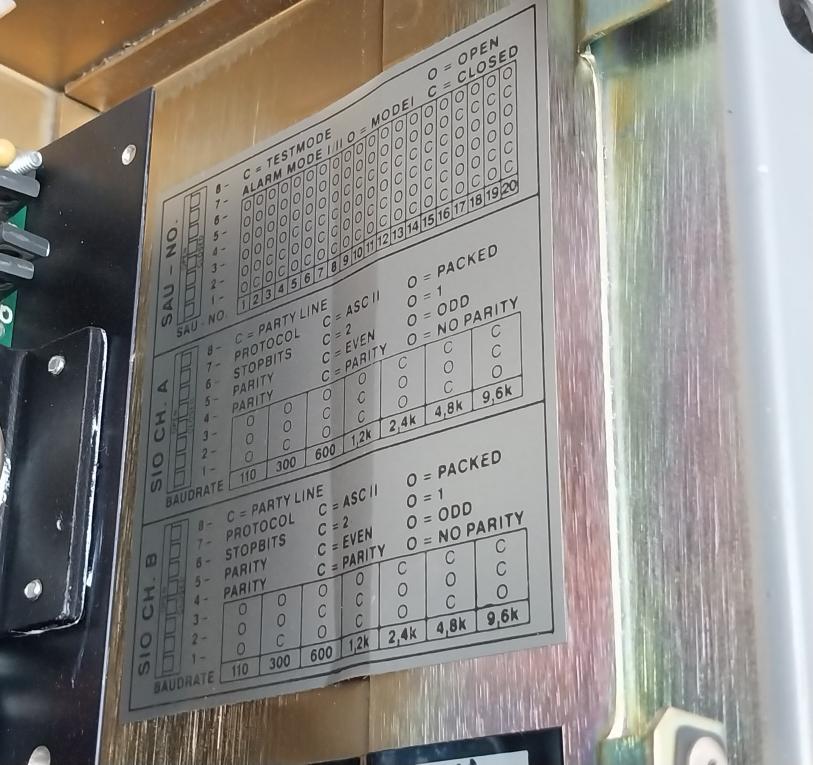 SAU - NO.
8 - C = TESTMODE
O = OPEN
7 - ALARM MODE I/II O = MODE I
C = CLOSED
6 -
5 -
4 -
3 -
2 -
1 -
SAU - NO. 1 2 3 4 5 6 7 8 9 10 11 12 13 14 15 16 17 18 19 20
SIO CH. A
8 - C = PARTY LINE
7 - PROTOCOL C = ASC II O = PACKED
6 - STOPBITS C = 2 O = 1
5 - PARITY C = EVEN O = ODD
4 - PARITY C = PARITY O = NO PARITY
3 - O O O O C C C
2 - O O C C O O C
1 - O C O C O C O
BAUDRATE 110 300 600 1,2k 2,4k 4,8k 9,6k
SIO CH. B
8 - C = PARTY LINE
7 - PROTOCOL C = ASC II O = PACKED
6 - STOPBITS C = 2 O = 1
5 - PARITY C = EVEN O = ODD
4 - PARITY C = PARITY O = NO PARITY
3 - O O O O C C C
2 - O O C C O O C
1 - O C O C O C O
BAUDRATE 110 300 600 1,2k 2,4k 4,8k 9,6k